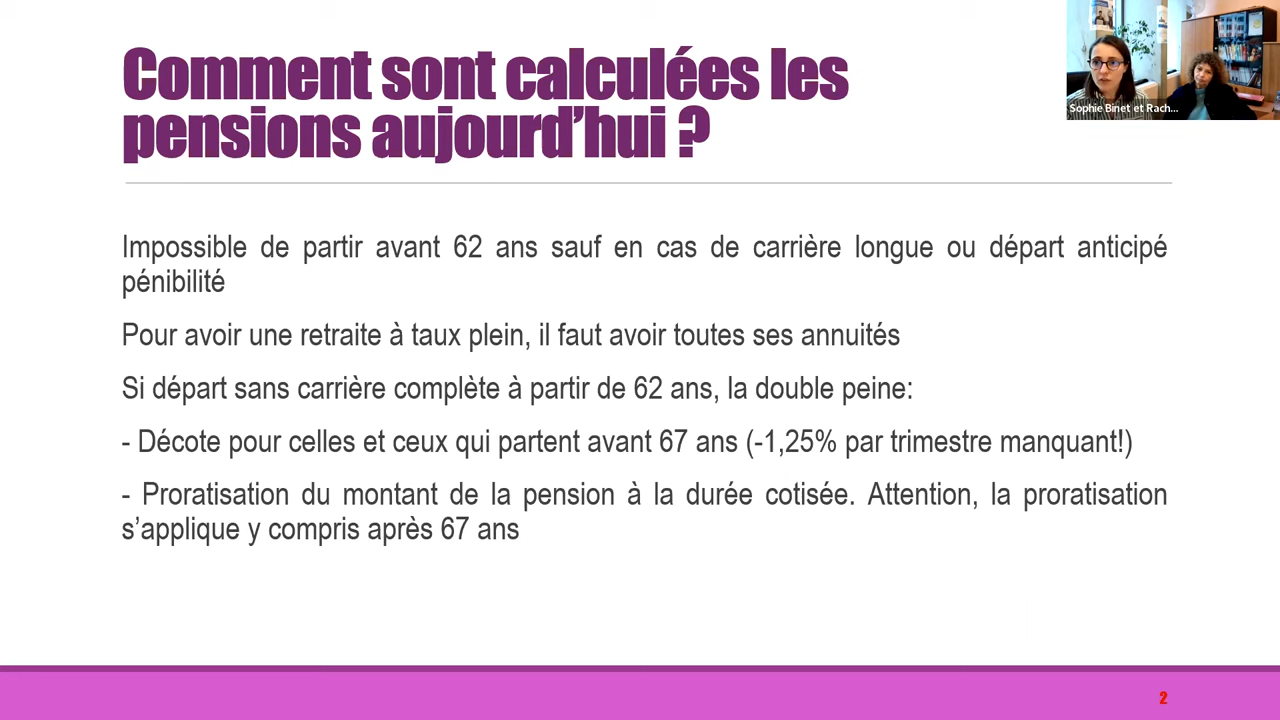 Comment sont calculées les
pensions aujourd’hui ?
Sophie Binet et Rach...
Impossible de partir avant 62 ans sauf en cas de carrière longue ou départ anticipé
pénibilité
Pour avoir une retraite à taux plein, il faut avoir toutes ses annuités
Si départ sans carrière complète à partir de 62 ans, la double peine:
- Décote pour celles et ceux qui partent avant 67 ans (-1,25% par trimestre manquant!)
- Proratisation du montant de la pension à la durée cotisée. Attention, la proratisation
s’applique y compris après 67 ans
2